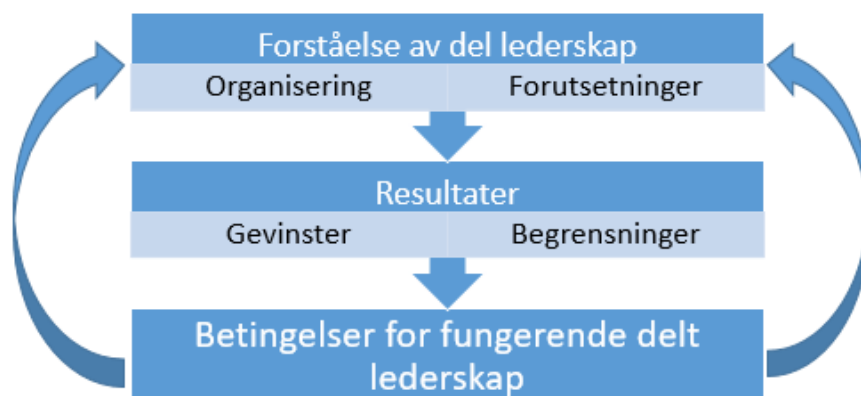 Forståelse av del lederskap
Organisering Forutsetninger
Resultater
Gevinster Begrensninger
Betingelser for fungerende delt
lederskap